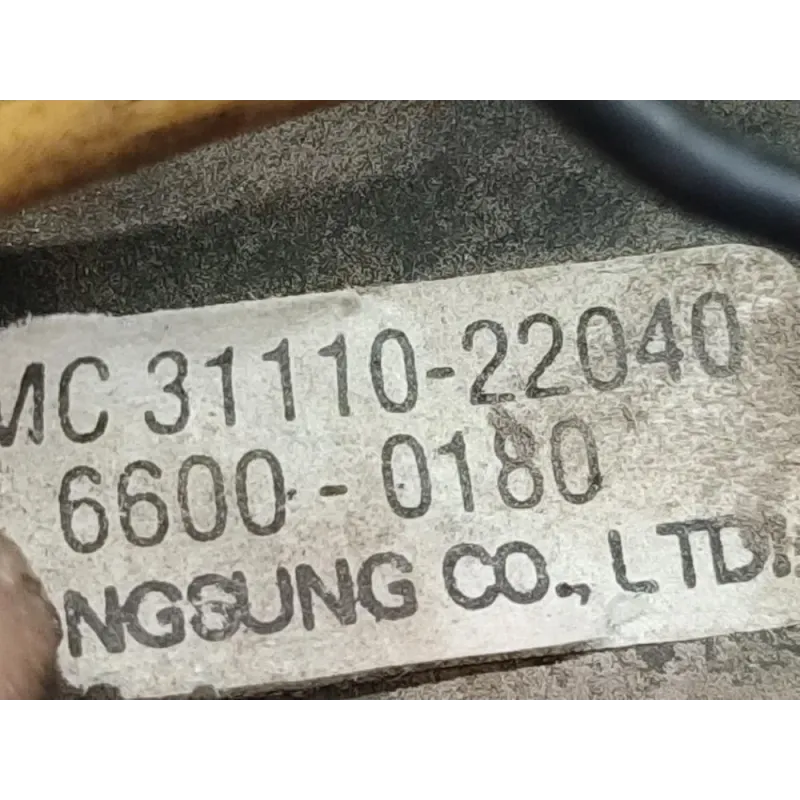 MC 31110-22040
6600-0180
NGSUNG CO., LTD.